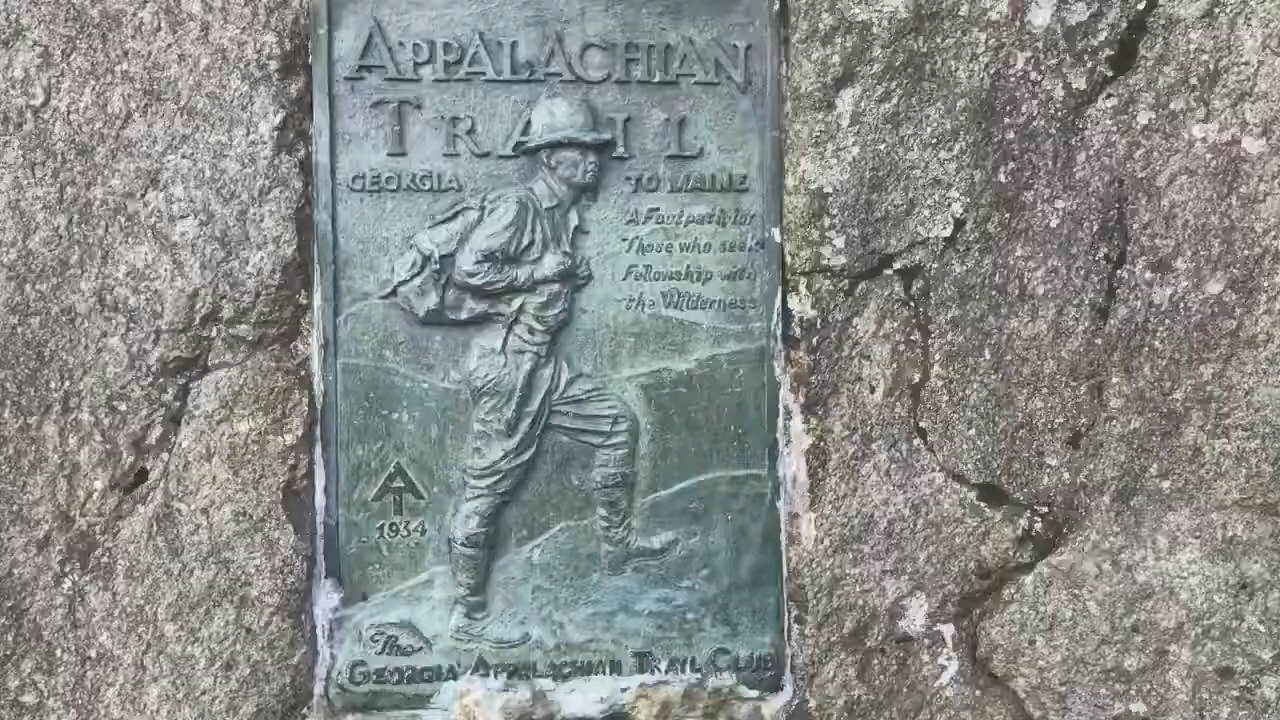 APPALACHIAN
TRAIL
GEORGIA TO MAINE
A Footpath for
Those who seek
Fellowship with
the Wilderness
AT
1934
The
GEORGIA APPALACHIAN TRAIL CLUB